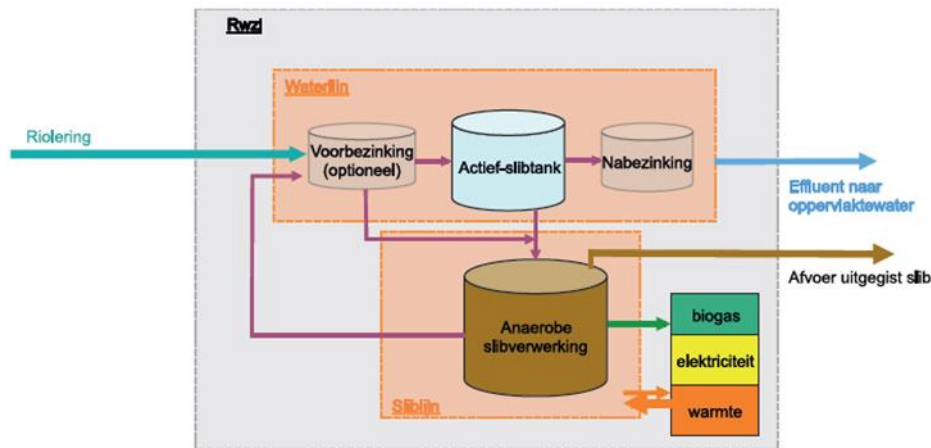 Rwzi
Waterlijn
Riolering
Voorbezinking
(optioneel)
Actief-slibtank
Nabezinking
Effluent naar
oppervlaktewater
Afvoer uitgegist slib
Anaerobe
slibverwerking
biogas
elektriciteit
warmte
Sliblijn